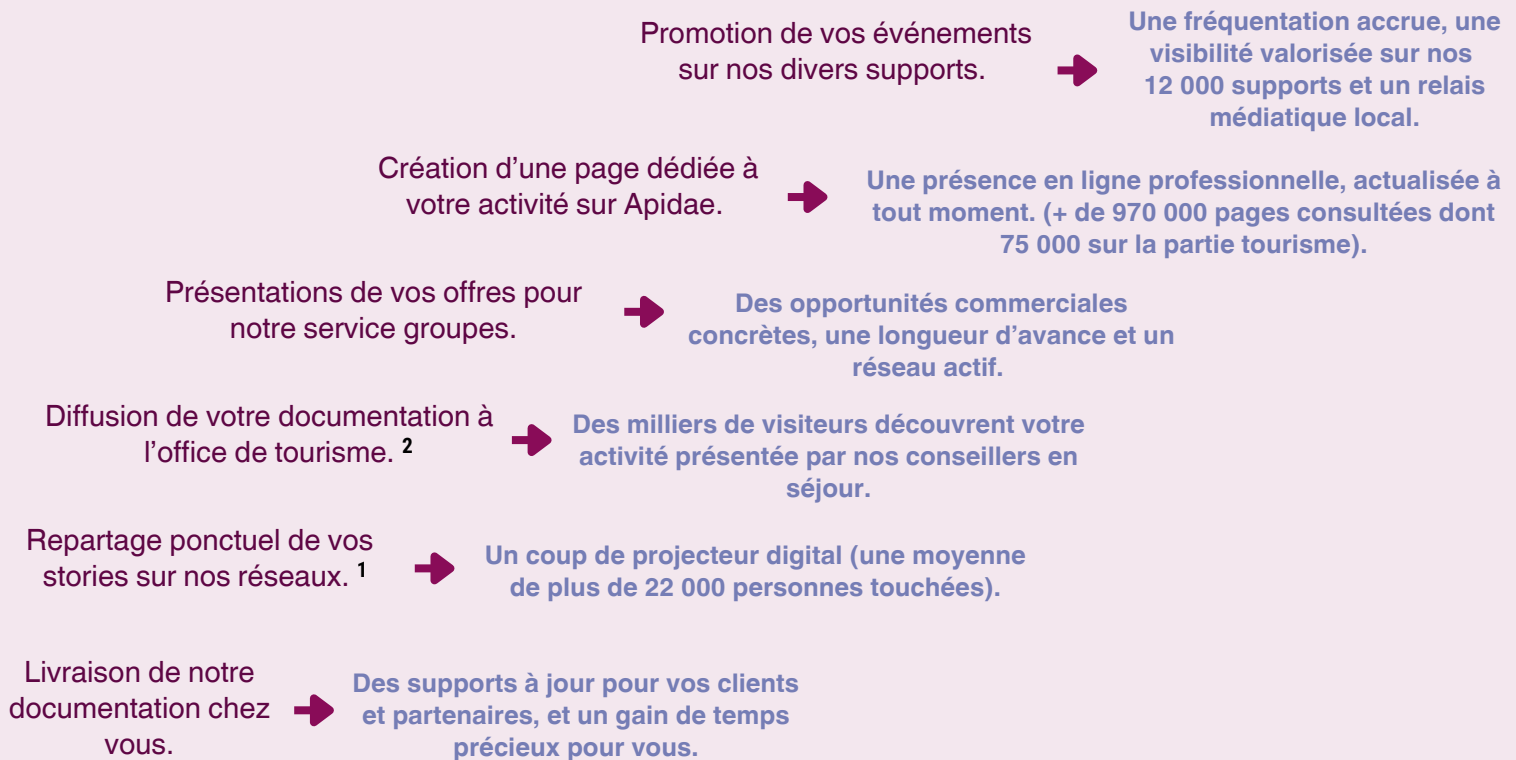 Promotion de vos événements
sur nos divers supports.
Une fréquentation accrue, une
visibilité valorisée sur nos
12 000 supports et un relais
médiatique local.
Création d'une page dédiée à
votre activité sur Apidae.
Une présence en ligne professionnelle, actualisée à
tout moment. (+ de 970 000 pages consultées dont
75 000 sur la partie tourisme).
Présentations de vos offres pour
notre service groupes.
Des opportunités commerciales
concrètes, une longueur d'avance et un
réseau actif.
Diffusion de votre documentation à
l'office de tourisme. 2
Des milliers de visiteurs découvrent votre
activité présentée par nos conseillers en
séjour.
Repartage ponctuel de vos
stories sur nos réseaux. 1
Un coup de projecteur digital (une moyenne
de plus de 22 000 personnes touchées).
Livraison de notre
documentation chez
vous.
Des supports à jour pour vos clients
et partenaires, et un gain de temps
précieux pour vous.